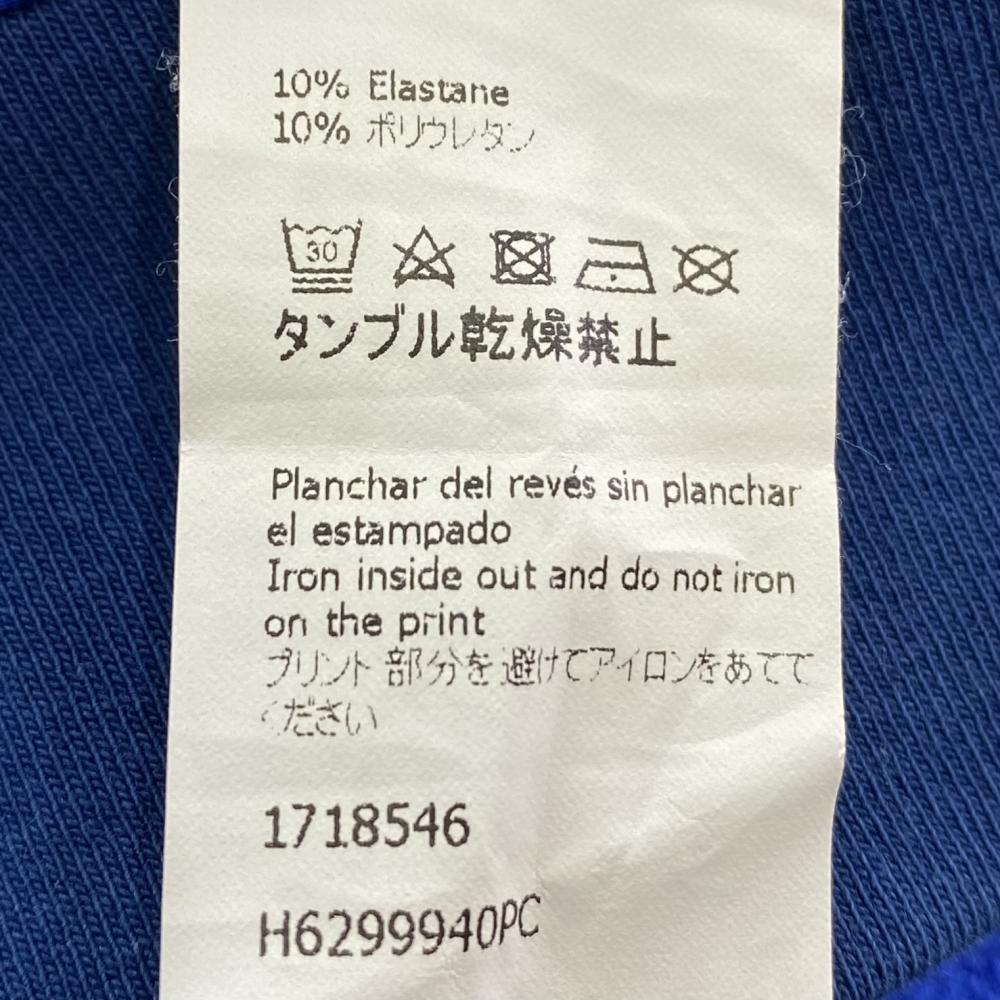 10% Elastane
10% ポリウレタン
30
タンブル乾燥禁止
Planchar del revés sin planchar
el estampado
Iron inside out and do not iron
on the print
プリント 部分を避けてアイロンをあてて
ください
1718546
H6299940PC